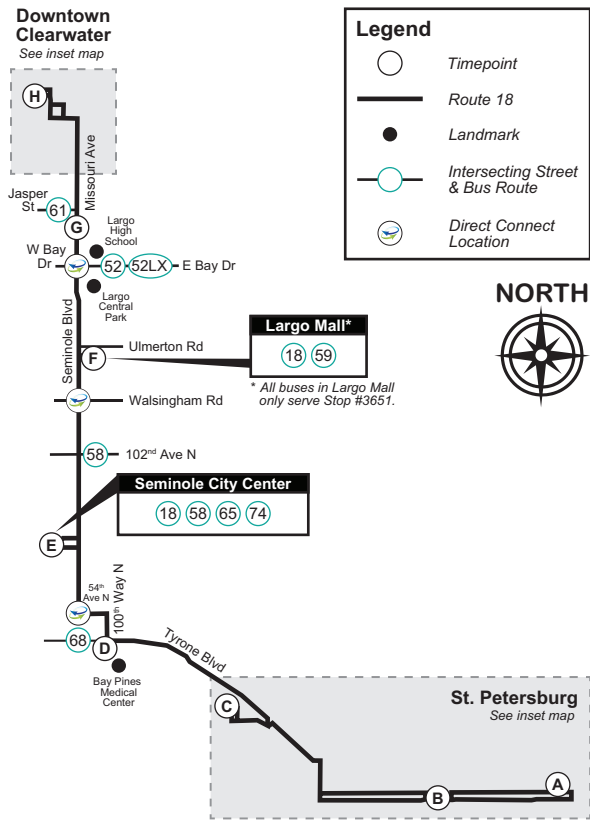 Downtown
Clearwater
See inset map
H
Missouri Ave
Jasper
St
61
G
Largo
High
School
W Bay
Dr
52
52LX
E Bay Dr
Largo
Central
Park
Seminole Blvd
Ulmerton Rd
F
Largo Mall*
18 59
* All buses in Largo Mall
only serve Stop #3651.
Walsingham Rd
58
102nd Ave N
Seminole City Center
18 58 65 74
E
54th
Ave N
100th Way N
68
D
Bay Pines
Medical
Center
Tyrone Blvd
C
St. Petersburg
See inset map
A
B
Legend
Timepoint
Route 18
Landmark
Intersecting Street
& Bus Route
Direct Connect
Location
NORTH